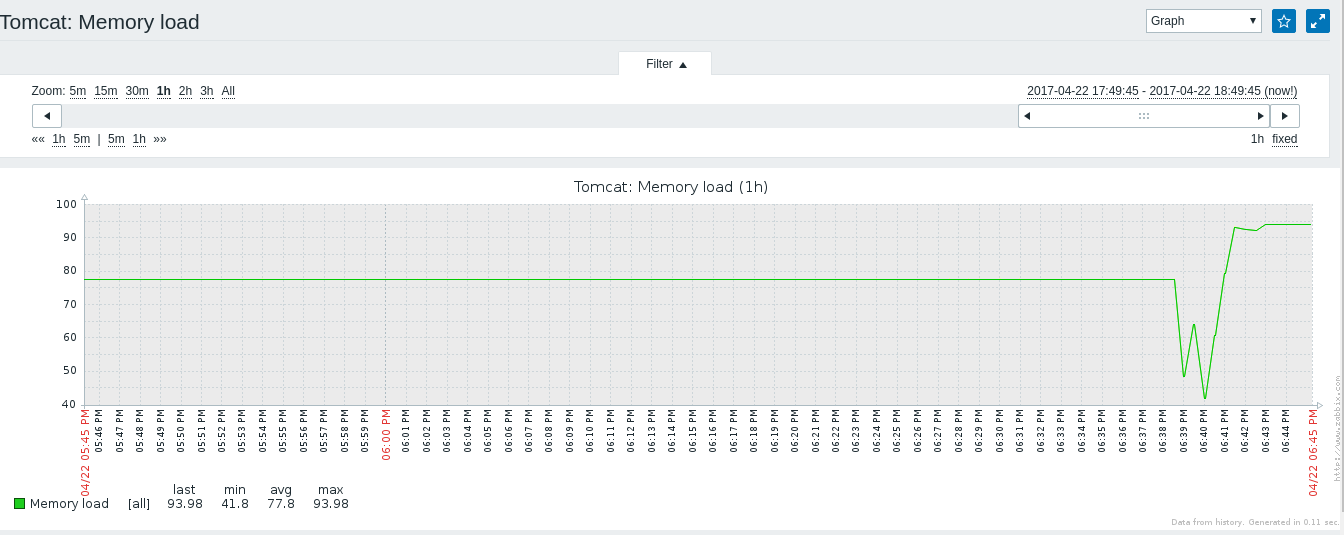 Tomcat: Memory load
Graph ▼
Filter ▲
Zoom: 5m 15m 30m 1h 2h 3h All
2017-04-22 17:49:45 - 2017-04-22 18:49:45 (now!)
«« 1h 5m | 5m 1h »»
1h fixed
Tomcat: Memory load (1h)
100
90
80
70
60
50
40
04/22 05:45 PM
05:46 PM
05:47 PM
05:48 PM
05:49 PM
05:50 PM
05:51 PM
05:52 PM
05:53 PM
05:54 PM
05:55 PM
05:56 PM
05:57 PM
05:58 PM
05:59 PM
06:00 PM
06:01 PM
06:02 PM
06:03 PM
06:04 PM
06:05 PM
06:06 PM
06:07 PM
06:08 PM
06:09 PM
06:10 PM
06:11 PM
06:12 PM
06:13 PM
06:14 PM
06:15 PM
06:16 PM
06:17 PM
06:18 PM
06:19 PM
06:20 PM
06:21 PM
06:22 PM
06:23 PM
06:24 PM
06:25 PM
06:26 PM
06:27 PM
06:28 PM
06:29 PM
06:30 PM
06:31 PM
06:32 PM
06:33 PM
06:34 PM
06:35 PM
06:36 PM
06:37 PM
06:38 PM
06:39 PM
06:40 PM
06:41 PM
06:42 PM
06:43 PM
06:44 PM
04/22 06:45 PM
http://www.zabbix.com
last min avg max
Memory load [all] 93.98 41.8 77.8 93.98
Data from history. Generated in 0.11 sec.